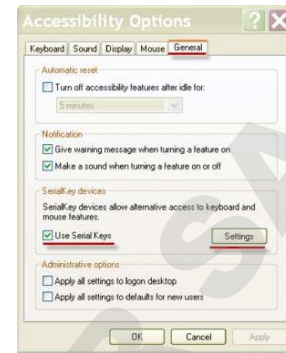 Accessibility Options
Keyboard Sound Display Mouse General
Automatic reset
Turn off accessibility features after idle for:
5 minutes
Notification
Give warning message when turning a feature on
Make a sound when turning a feature on or off
SerialKey devices
SerialKey devices allow alternative access to keyboard and
mouse features.
Use Serial Keys Settings
Administrative options
Apply all settings to logon desktop
Apply all settings to defaults for new users
OK Cancel Apply